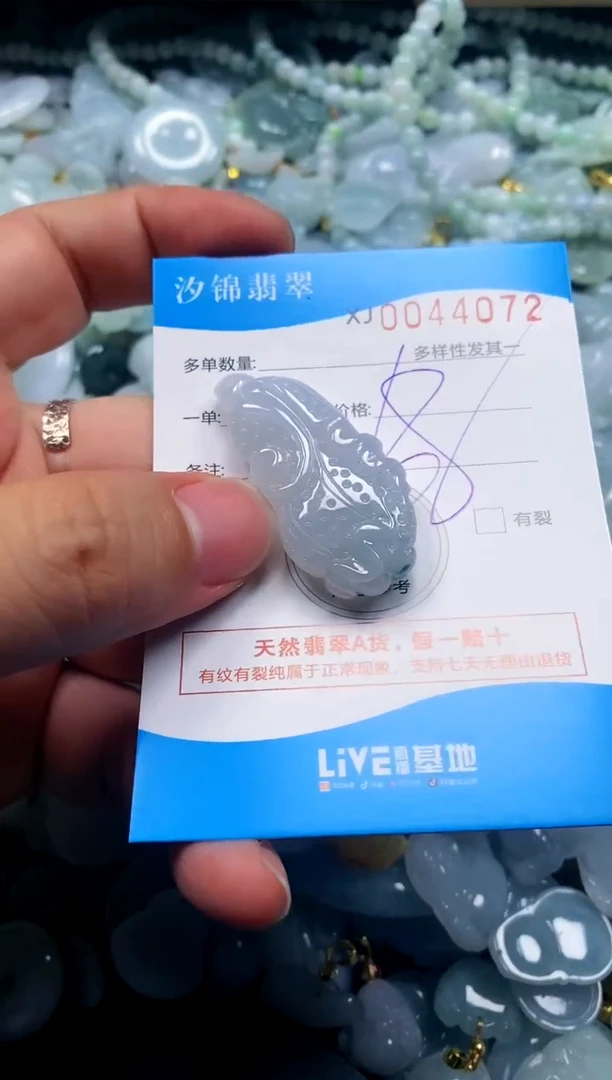 汐锦翡翠
XJ0044072
多单数量:
多样性发其一
一单:
价格:
备注:
有裂
考
天然翡翠A货，假一赔十
有纹有裂纯属于正常现象，支持七天无理由退货
LiVE直播基地